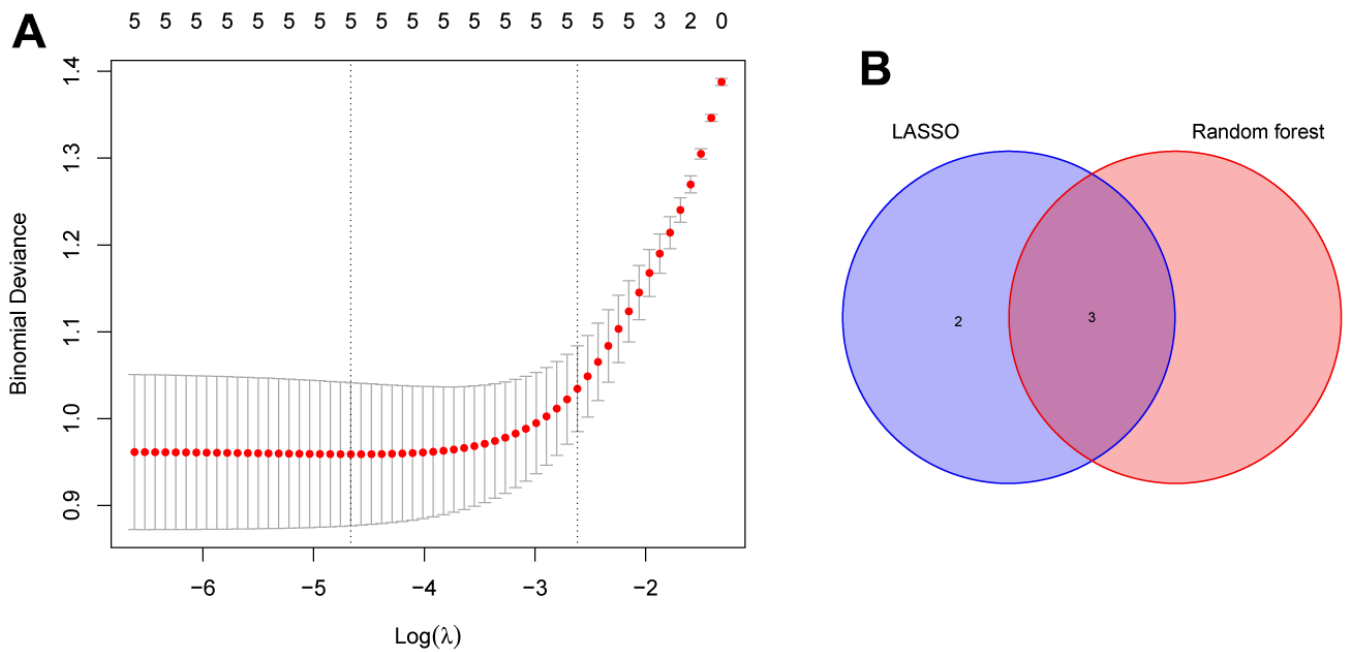 A
5 5 5 5 5 5 5 5 5 5 5 5 5 5 5 5 5 3 2 0
Binomial Deviance
1.4
1.3
1.2
1.1
1.0
0.9
−6 −5 −4 −3 −2
Log(λ)
B
LASSO Random forest
2 3